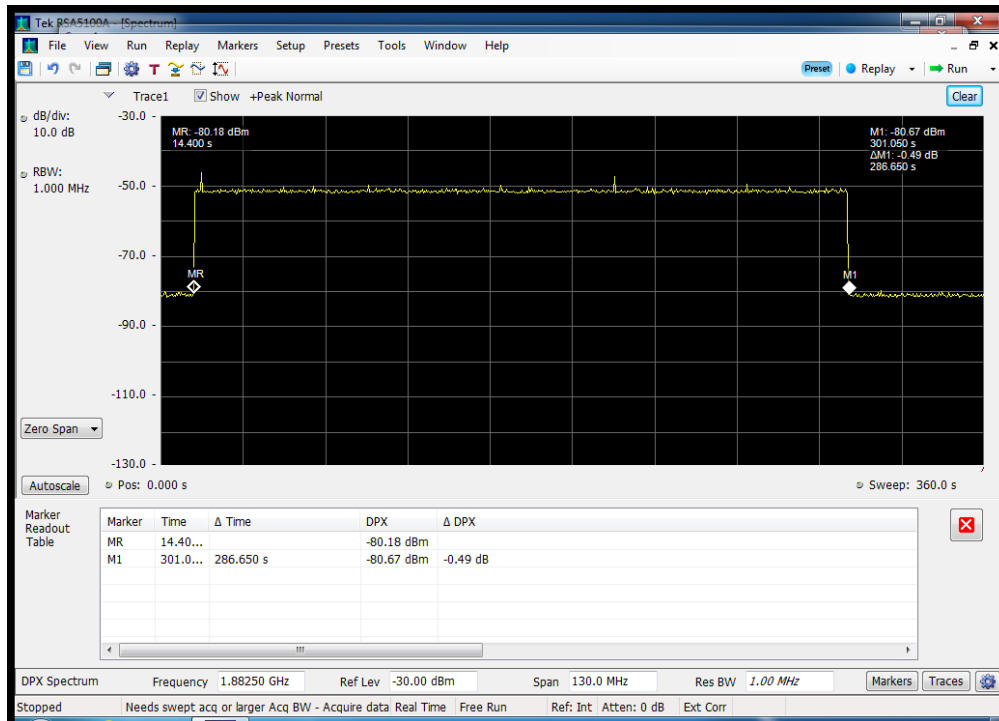 Tek RSA5100A - [Spectrum]
File View Run Replay Markers Setup Presets Tools Window Help
T Preset Replay Run
Trace1 Show +Peak Normal Clear
dB/div:
10.0 dB
RBW:
1.000 MHz
-30.0
-50.0
-70.0
-90.0
-110.0
-130.0
MR: -80.18 dBm
14.400 s
M1: -80.67 dBm
301.050 s
ΔM1: -0.49 dB
286.650 s
MR
M1
Zero Span
Autoscale Pos: 0.000 s Sweep: 360.0 s
Marker
Readout
Table
Marker Time Δ Time DPX Δ DPX
MR 14.40... -80.18 dBm
M1 301.0... 286.650 s -80.67 dBm -0.49 dB
DPX Spectrum Frequency 1.88250 GHz Ref Lev -30.00 dBm Span 130.0 MHz Res BW 1.00 MHz Markers Traces
Stopped Needs swept acq or larger Acq BW - Acquire data Real Time Free Run Ref: Int Atten: 0 dB Ext Corr